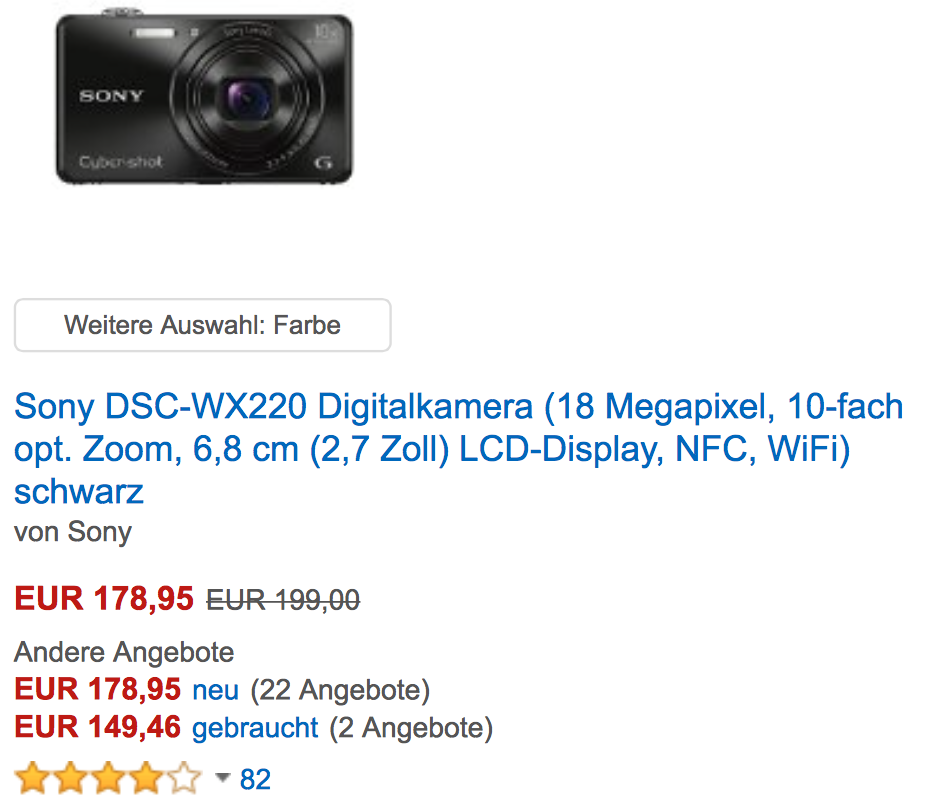 10x
SONY
Cyber-shot
G
Weitere Auswahl: Farbe
Sony DSC-WX220 Digitalkamera (18 Megapixel, 10-fach
opt. Zoom, 6,8 cm (2,7 Zoll) LCD-Display, NFC, WiFi)
schwarz
von Sony
EUR 178,95 EUR 199,00
Andere Angebote
EUR 178,95 neu (22 Angebote)
EUR 149,46 gebraucht (2 Angebote)
82